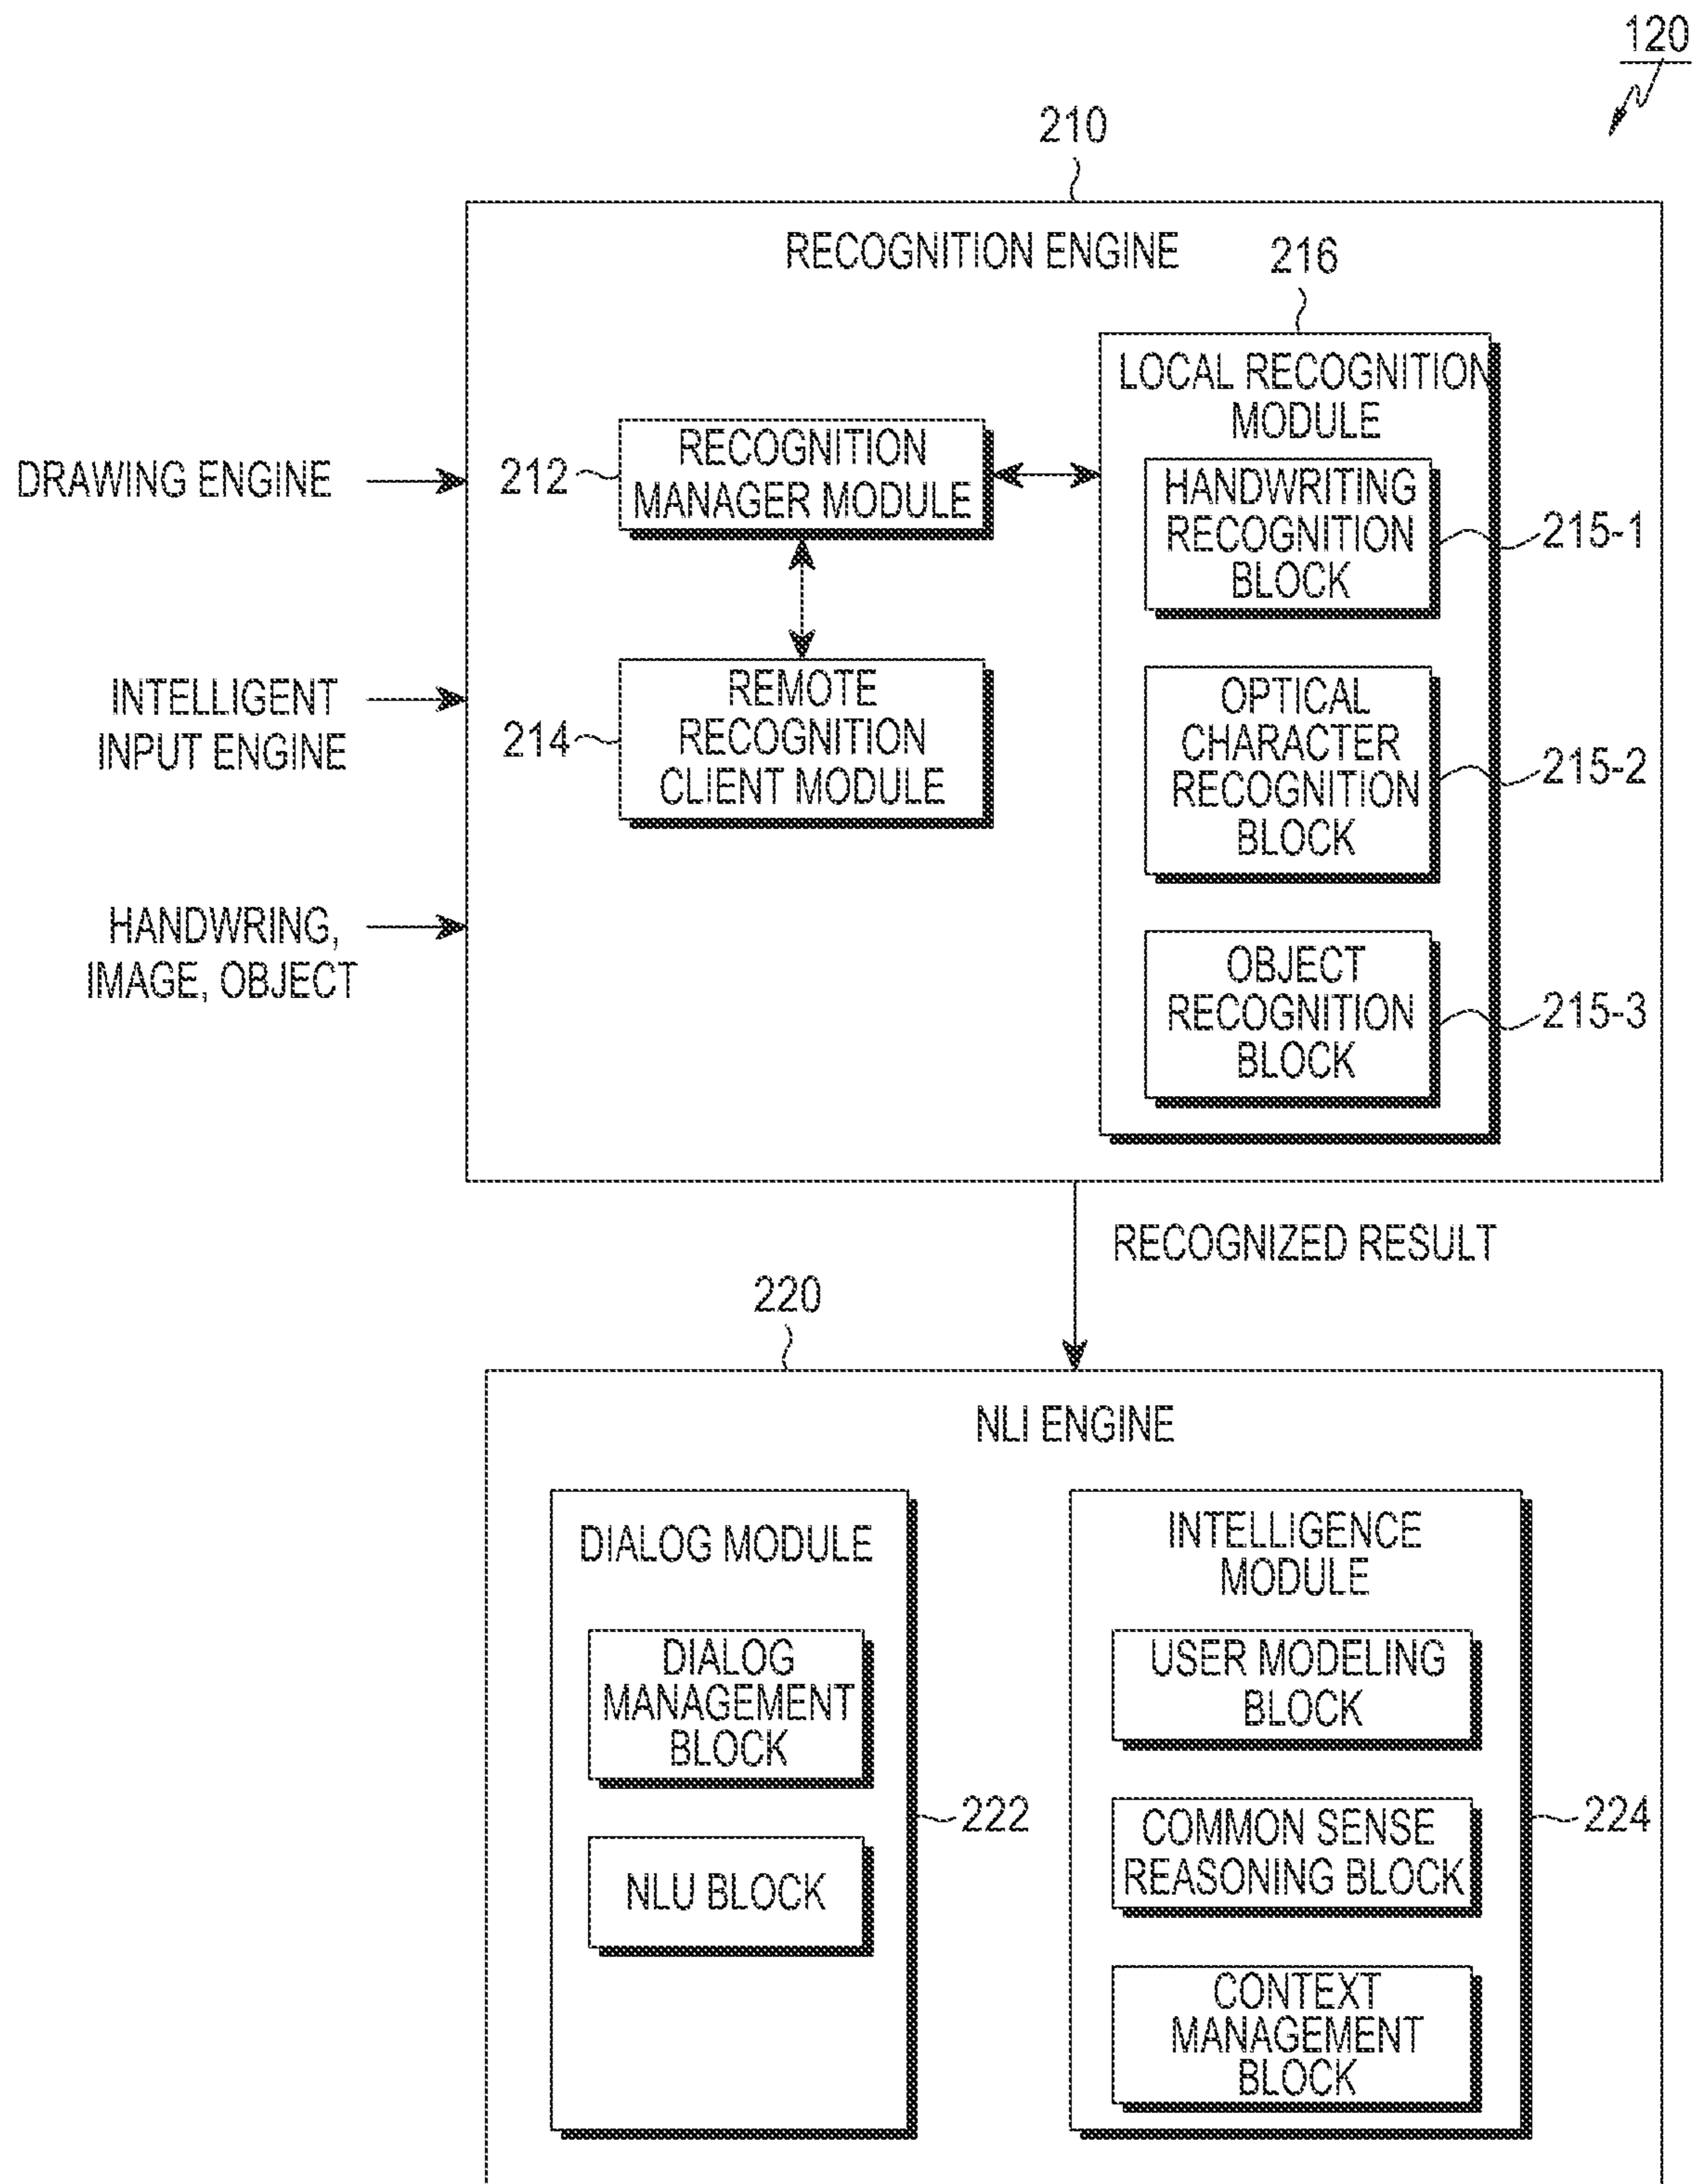 120
210
RECOGNITION ENGINE
216
LOCAL RECOGNITION
MODULE
RECOGNITION
MANAGER MODULE
212
HANDWRITING
RECOGNITION
BLOCK
215-1
DRAWING ENGINE
INTELLIGENT
INPUT ENGINE
REMOTE
RECOGNITION
CLIENT MODULE
214
OPTICAL
CHARACTER
RECOGNITION
BLOCK
215-2
HANDWRING,
IMAGE, OBJECT
OBJECT
RECOGNITION
BLOCK
215-3
RECOGNIZED RESULT
220
NLI ENGINE
DIALOG MODULE
DIALOG
MANAGEMENT
BLOCK
NLU BLOCK
222
INTELLIGENCE
MODULE
USER MODELING
BLOCK
COMMON SENSE
REASONING BLOCK
CONTEXT
MANAGEMENT
BLOCK
224